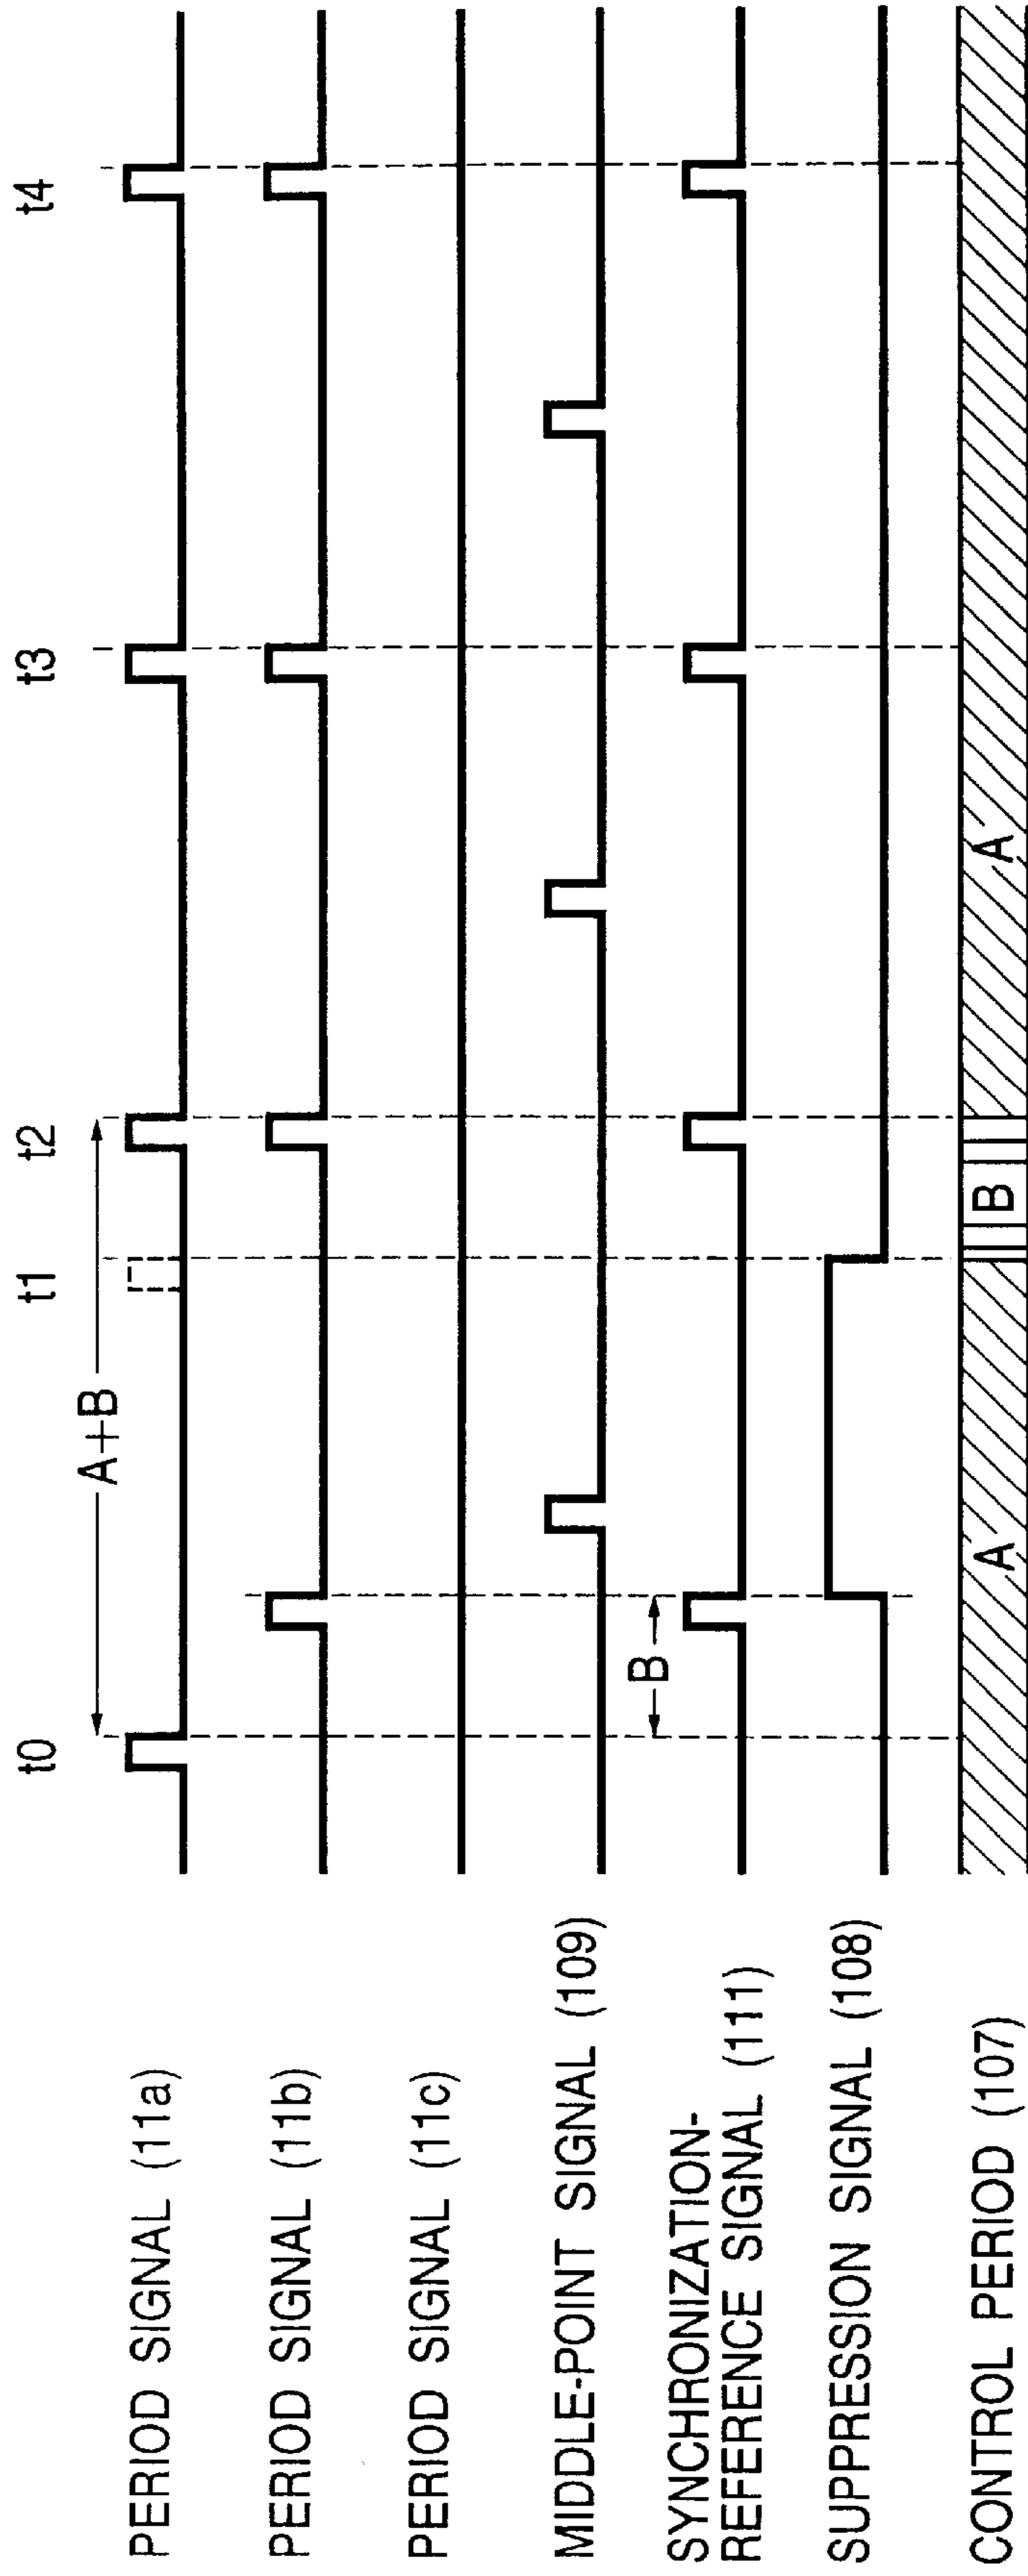 t0 t1 t2 t3 t4
A+B
PERIOD SIGNAL (11a)
PERIOD SIGNAL (11b)
PERIOD SIGNAL (11c)
MIDDLE-POINT SIGNAL (109)
B
SYNCHRONIZATION-
REFERENCE SIGNAL (111)
SUPPRESSION SIGNAL (108)
CONTROL PERIOD (107) A B A